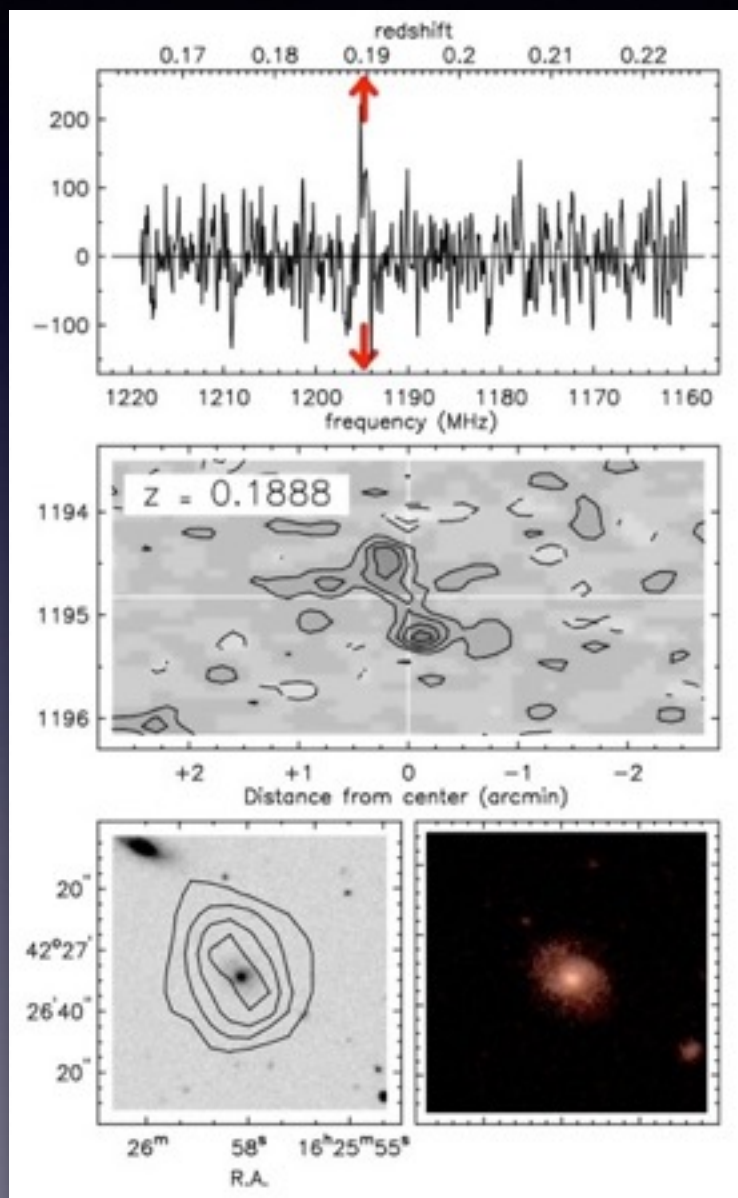 redshift
0.17 0.18 0.19 0.2 0.21 0.22
200
100
0
−100
1220 1210 1200 1190 1180 1170 1160
frequency (MHz)
z = 0.1888
1194
1195
1196
+2 +1 0 −1 −2
Distance from center (arcmin)
20"
42°27'
26'40"
20"
26ᵐ 58ˢ 16ʰ25ᵐ55ˢ
R.A.